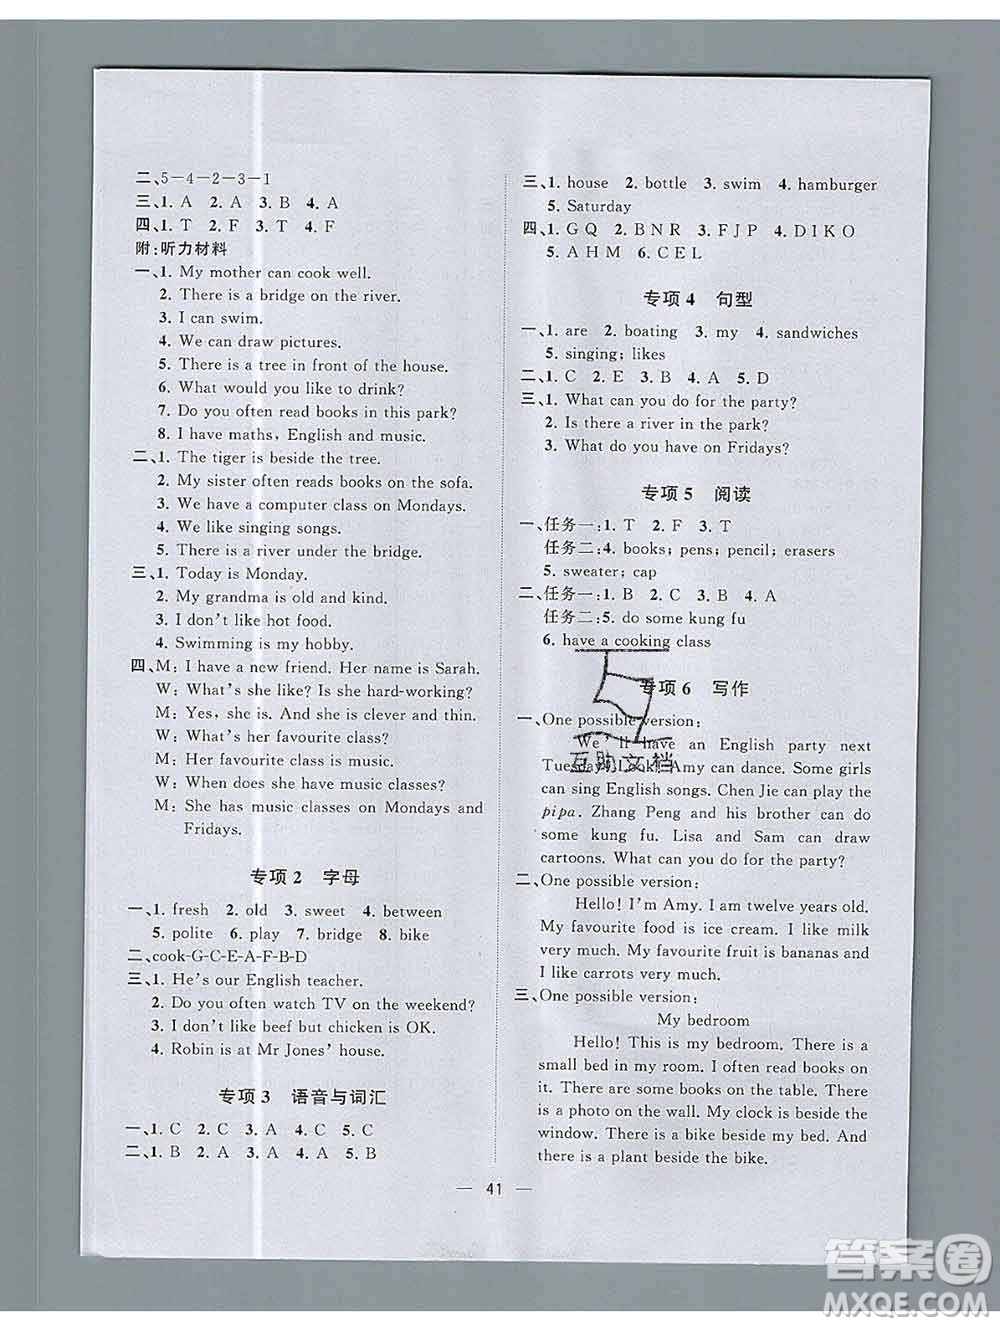 二、5—4—2—3—1
三、1. A  2. A  3. B  4. A
四、1. T  2. F  3. T  4. F
附:听力材料
一、1. My mother can cook well.
2. There is a bridge on the river.
3. I can swim.
4. We can draw pictures.
5. There is a tree in front of the house.
6. What would you like to drink?
7. Do you often read books in this park?
8. I have maths, English and music.
二、1. The tiger is beside the tree.
2. My sister often reads books on the sofa.
3. We have a computer class on Mondays.
4. We like singing songs.
5. There is a river under the bridge.
三、1. Today is Monday.
2. My grandma is old and kind.
3. I don't like hot food.
4. Swimming is my hobby.
四、M: I have a new friend. Her name is Sarah.
W: What's she like? Is she hard-working?
M: Yes, she is. And she is clever and thin.
W: What's her favourite class?
M: Her favourite class is music.
W: When does she have music classes?
M: She has music classes on Mondays and
Fridays.
专项 2  字母
一、1. fresh  2. old  3. sweet  4. between
5. polite  6. play  7. bridge  8. bike
二、cook-G-C-E-A-F-B-D
三、1. He's our English teacher.
2. Do you often watch TV on the weekend?
3. I don't like beef but chicken is OK.
4. Robin is at Mr Jones' house.
专项 3  语音与词汇
一、1. C  2. C  3. A  4. C  5. C
二、1. B  2. A  3. A  4. A  5. B
三、1. house  2. bottle  3. swim  4. hamburger
5. Saturday
四、1. G Q  2. B N R  3. F J P  4. D I K O
5. A H M  6. C E L
专项 4  句型
一、1. are  2. boating  3. my  4. sandwiches
5. singing; likes
二、1. C  2. E  3. B  4. A  5. D
三、1. What can you do for the party?
2. Is there a river in the park?
3. What do you have on Fridays?
专项 5  阅读
一、任务一:1. T  2. F  3. T
任务二:4. books; pens; pencil; erasers
5. sweater; cap
二、任务一:1. B  2. C  3. B  4. A
任务二:5. do some kung fu
6. have a cooking class
专项 6  写作
一、One possible version:
We'll have an English party next
Tuesday. Look! Amy can dance. Some girls
can sing English songs. Chen Jie can play the
pipa. Zhang Peng and his brother can do
some kung fu. Lisa and Sam can draw
cartoons. What can you do for the party?
二、One possible version:
Hello! I'm Amy. I am twelve years old.
My favourite food is ice cream. I like milk
very much. My favourite fruit is bananas and
I like carrots very much.
三、One possible version:
My bedroom
Hello! This is my bedroom. There is a
small bed in my room. I often read books on
it. There are some books on the table. There
is a photo on the wall. My clock is beside the
window. There is a bike beside my bed. And
there is a plant beside the bike.
— 41 —
互助文档
答案圈
MXQE.COM